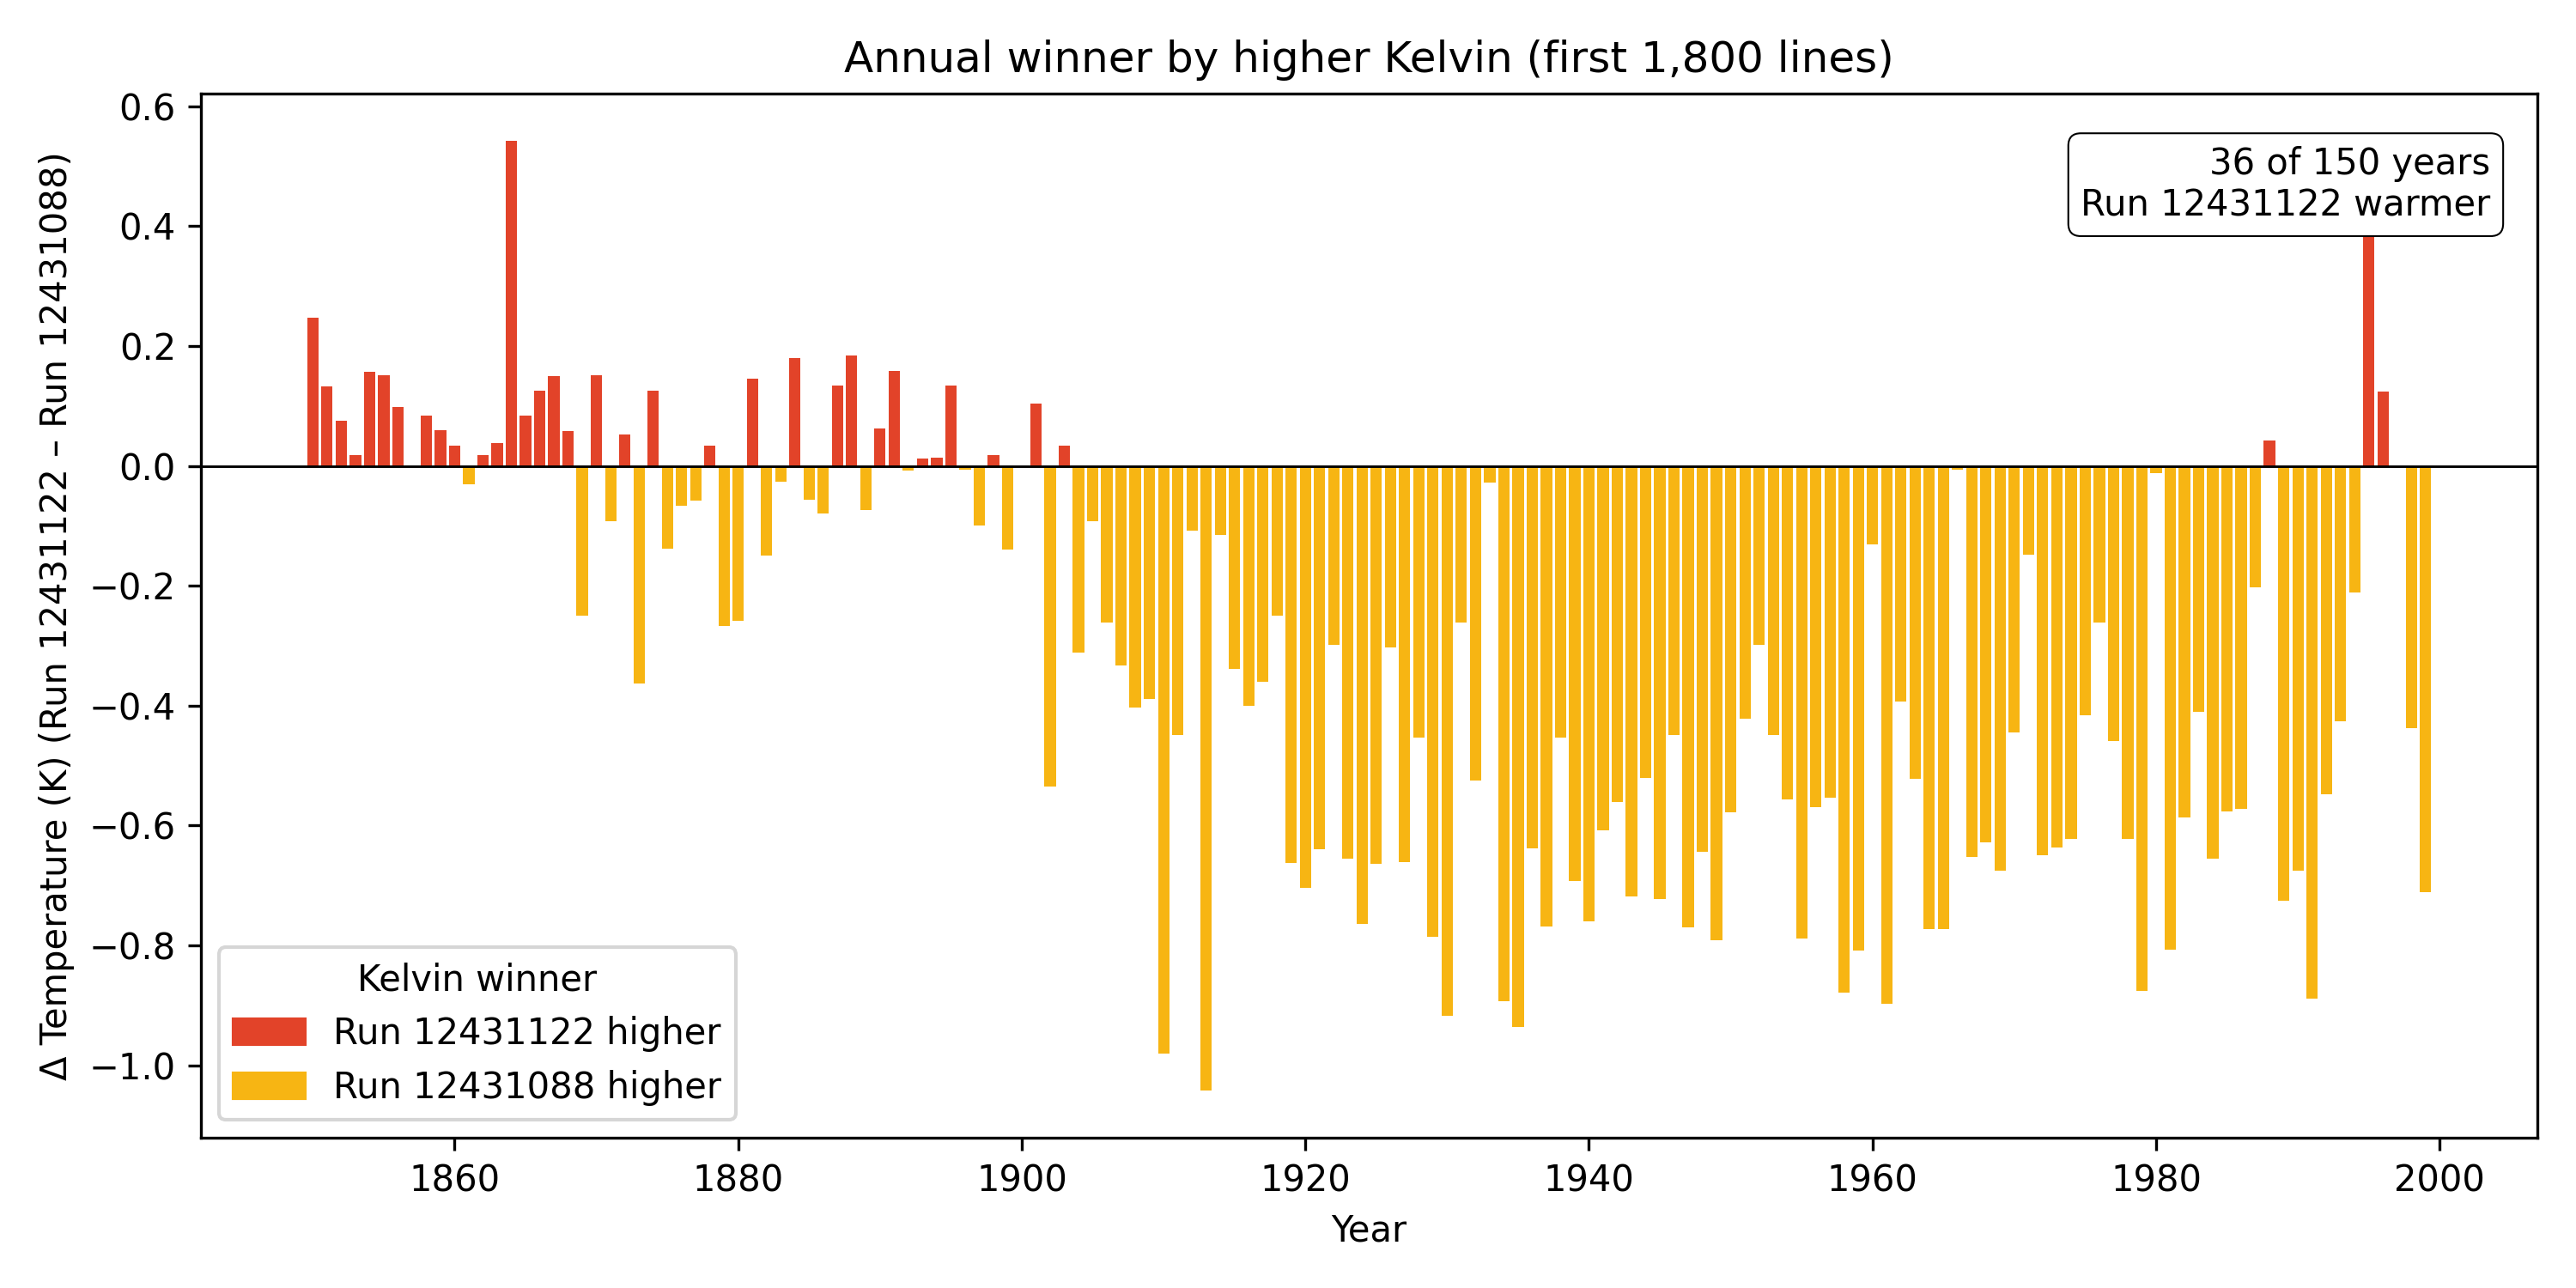 Annual winner by higher Kelvin (first 1,800 lines)
Δ Temperature (K) (Run 12431122 – Run 12431088)
0.6
0.4
0.2
0.0
−0.2
−0.4
−0.6
−0.8
−1.0
36 of 150 years
Run 12431122 warmer
Kelvin winner
Run 12431122 higher
Run 12431088 higher
1860 1880 1900 1920 1940 1960 1980 2000
Year